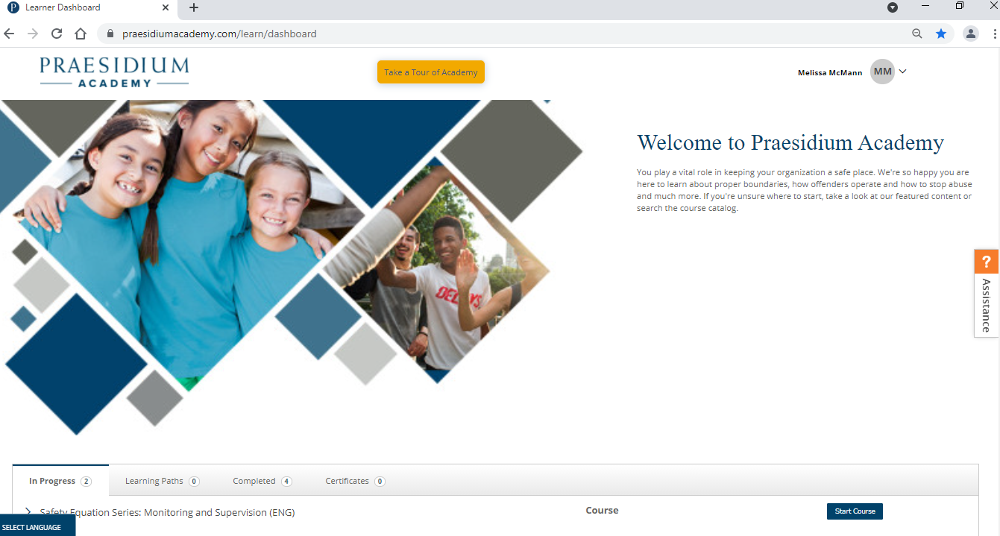 Learner Dashboard
praesidiumacademy.com/learn/dashboard
PRAESIDIUM
ACADEMY
Take a Tour of Academy
Melissa McMann MM
Welcome to Praesidium Academy
You play a vital role in keeping your organization a safe place. We're so happy you are
here to learn about proper boundaries, how offenders operate and how to stop abuse
and much more. If you're unsure where to start, take a look at our featured content or
search the course catalog.
? Assistance
In Progress 2 Learning Paths 0 Completed 4 Certificates 0
Safety Equation Series: Monitoring and Supervision (ENG) Course Start Course
SELECT LANGUAGE